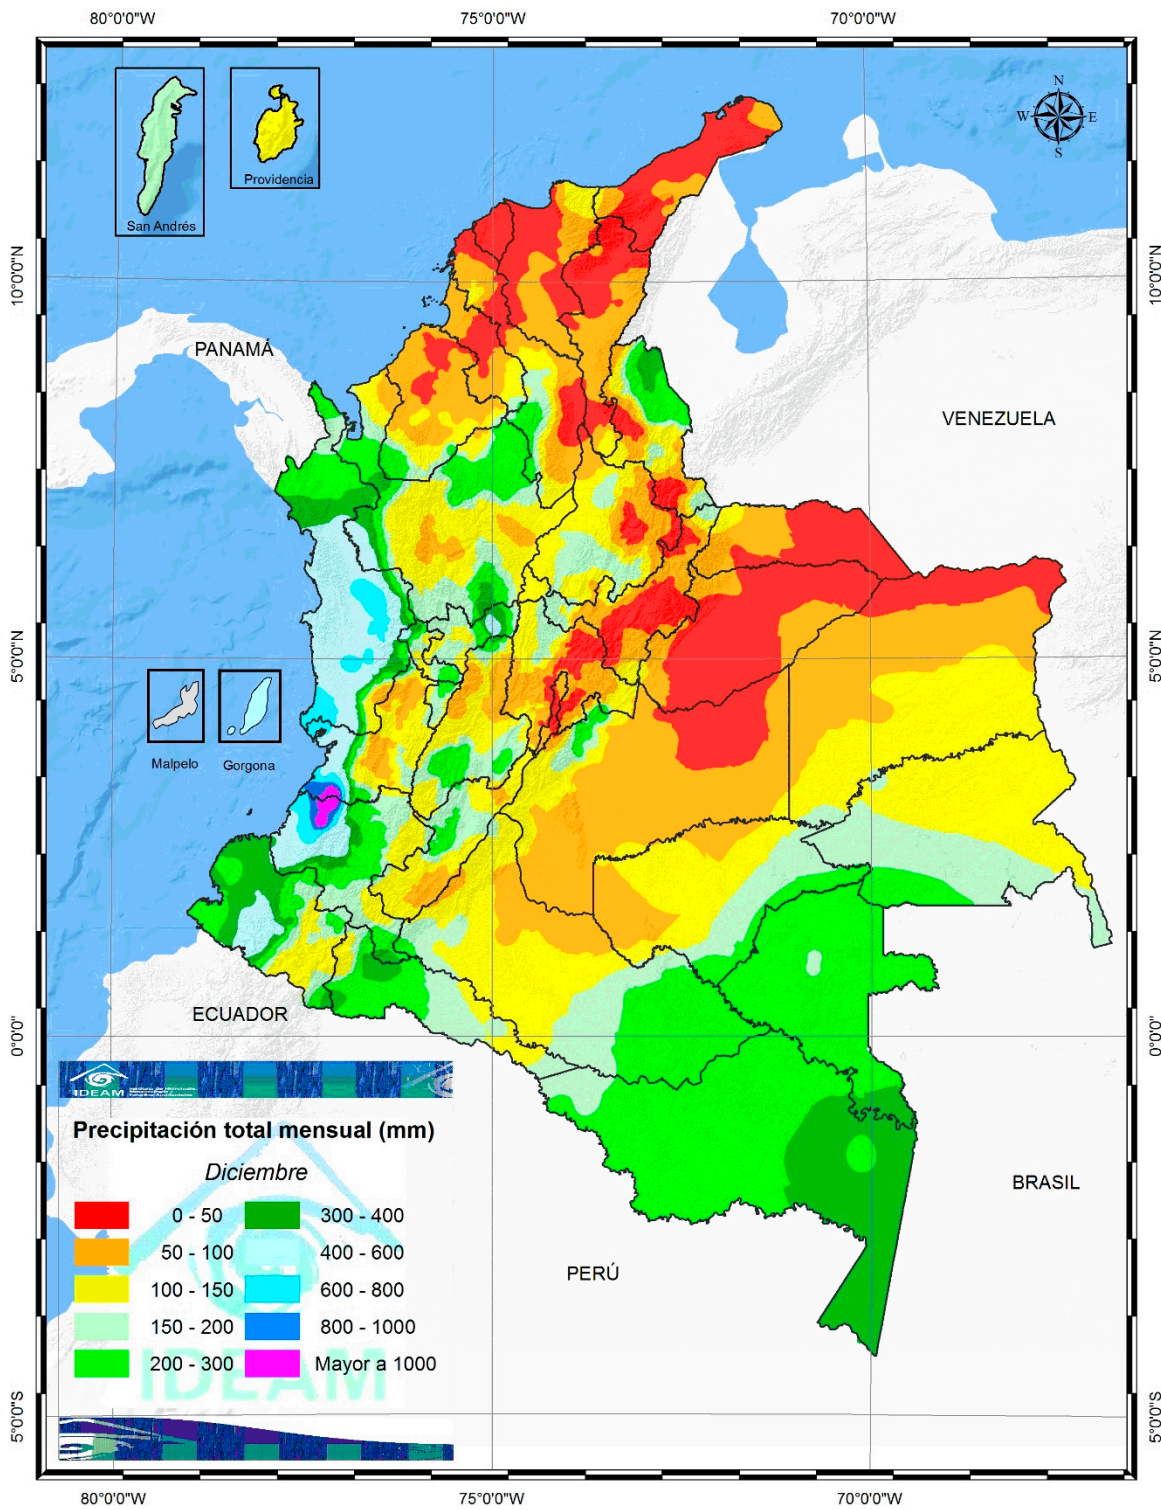 80°0'0"W 75°0'0"W 70°0'0"W
N
W E
S
San Andrés
Providencia
10°0'0"N 10°0'0"N
PANAMÁ
VENEZUELA
5°0'0"N 5°0'0"N
Malpelo
Gorgona
ECUADOR
0°0'0" 0°0'0"
IDEAM
Precipitación total mensual (mm)
Diciembre
0 - 50 300 - 400
50 - 100 400 - 600
100 - 150 600 - 800
150 - 200 800 - 1000
200 - 300 Mayor a 1000
IDEAM
BRASIL
PERÚ
5°0'0"S 5°0'0"S
80°0'0"W 75°0'0"W 70°0'0"W